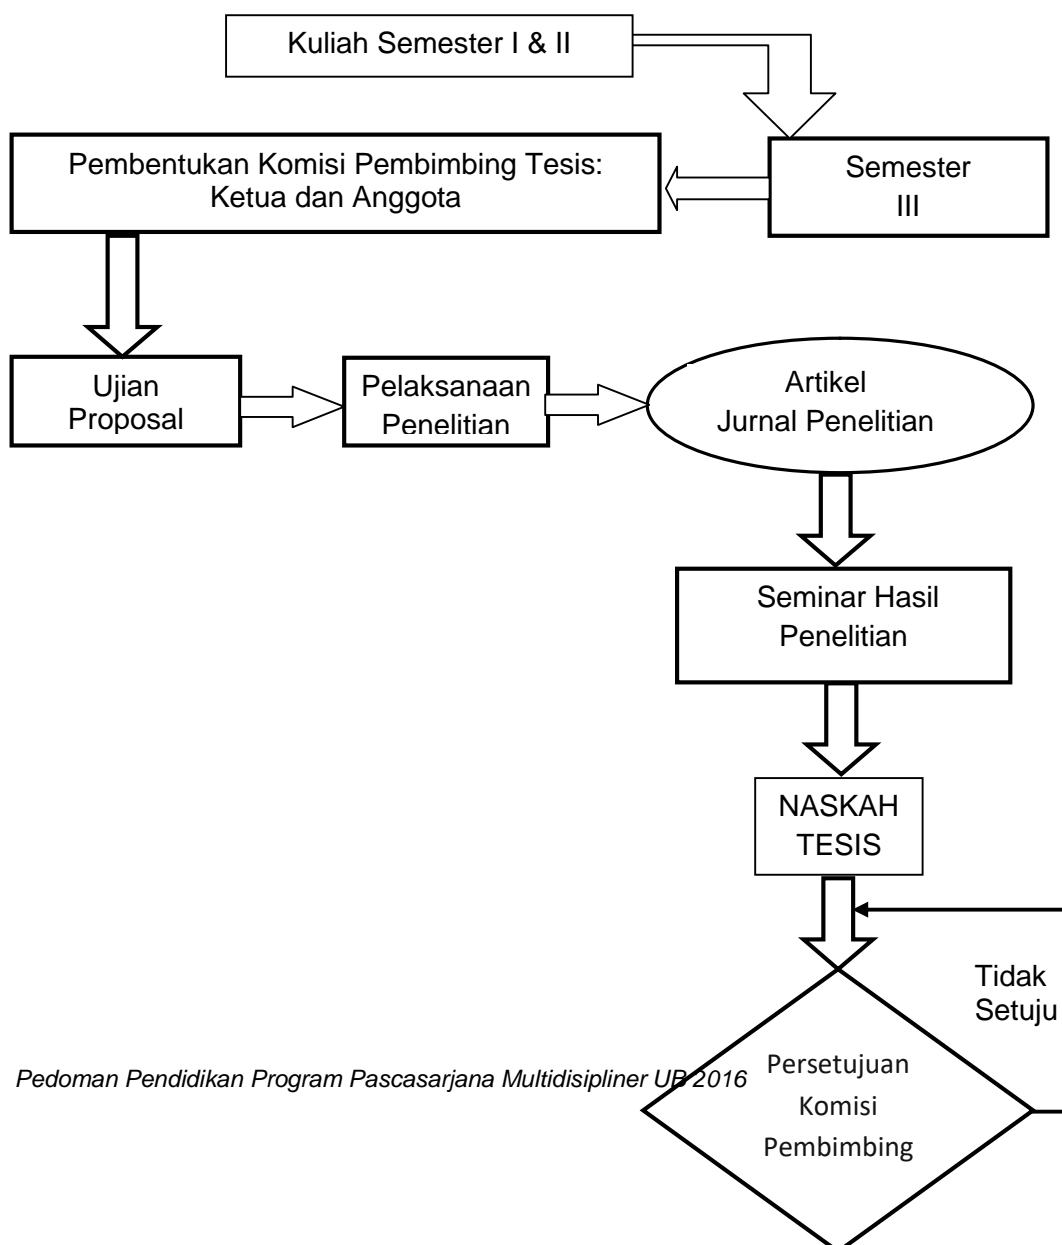 Kuliah Semester I & II
Pembentukan Komisi Pembimbing Tesis:
Ketua dan Anggota
Semester
III
Ujian
Proposal
Pelaksanaan
Penelitian
Artikel
Jurnal Penelitian
Seminar Hasil
Penelitian
NASKAH
TESIS
Tidak
Setuju
Pedoman Pendidikan Program Pascasarjana Multidisipliner UB 2016
Persetujuan
Komisi
Pembimbing